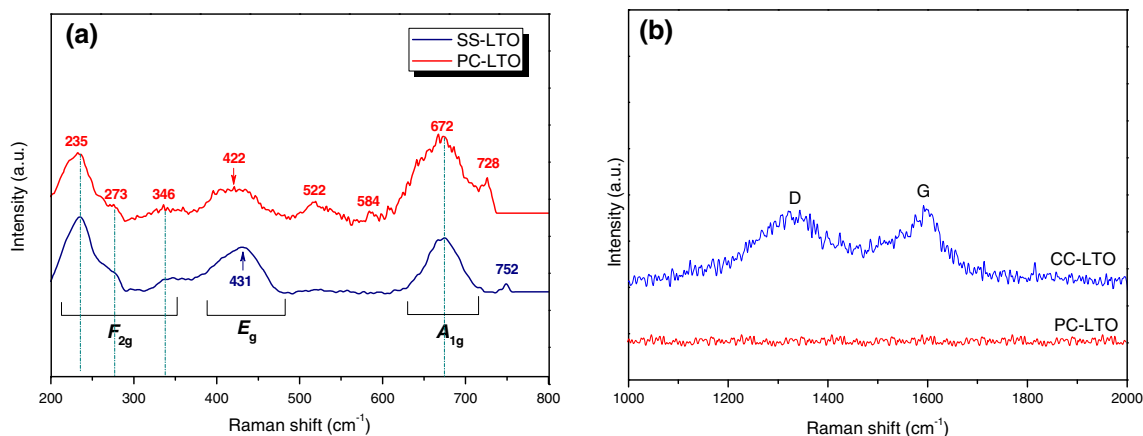 (a)
SS-LTO
PC-LTO
235
273
346
422
522
584
672
728
431
752
F2g
Eg
A1g
Intensity (a.u.)
200 300 400 500 600 700 800
Raman shift (cm-1)
(b)
D
G
CC-LTO
PC-LTO
Intensity (a.u.)
1000 1200 1400 1600 1800 2000
Raman shift (cm-1)